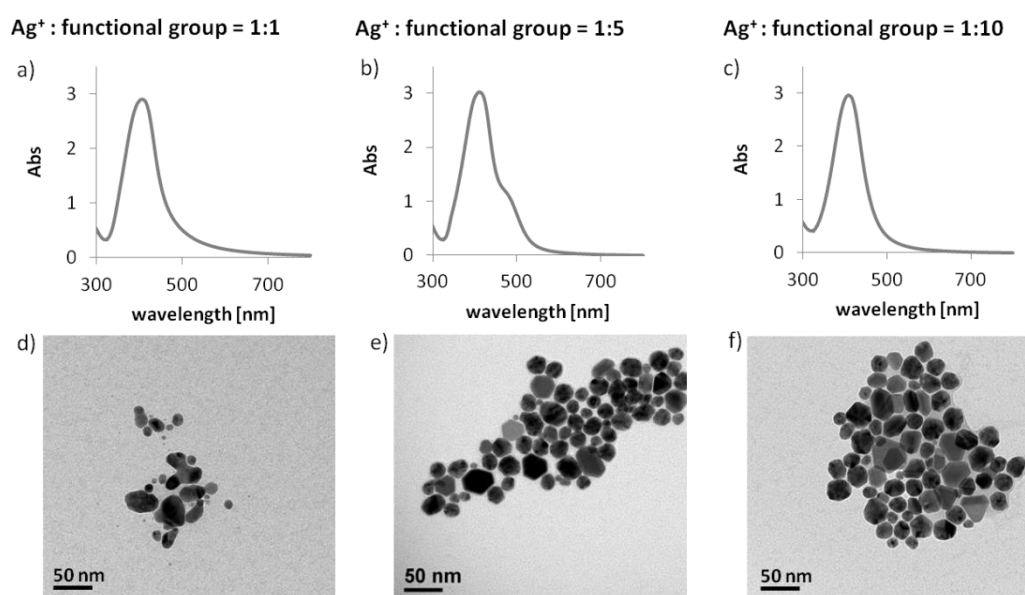 Ag⁺ : functional group = 1:1
Ag⁺ : functional group = 1:5
Ag⁺ : functional group = 1:10
a)
3
2
1
0
Abs
300
500
700
wavelength [nm]
b)
3
2
1
0
Abs
300
500
700
wavelength [nm]
c)
3
2
1
0
Abs
300
500
700
wavelength [nm]
d)
50 nm
e)
50 nm
f)
50 nm